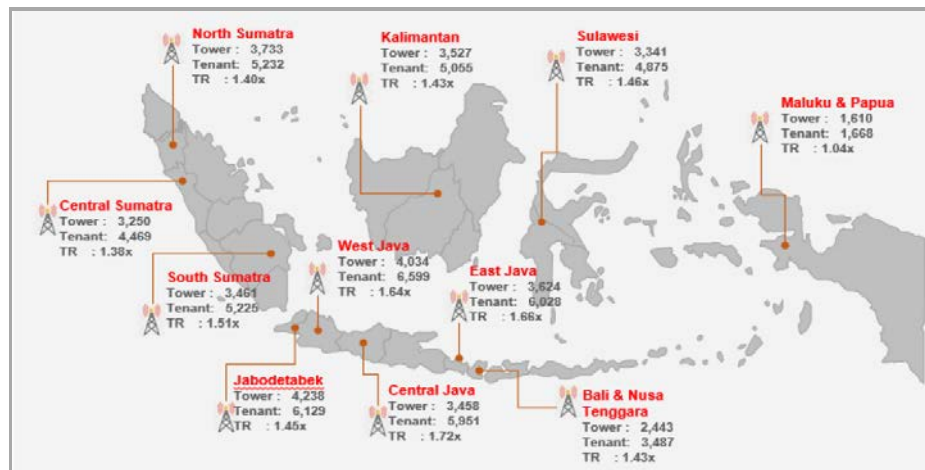 North Sumatra
Tower : 3,733
Tenant: 5,232
TR : 1.40x
Kalimantan
Tower : 3,527
Tenant: 5,055
TR : 1.43x
Sulawesi
Tower : 3,341
Tenant: 4,875
TR : 1.46x
Maluku & Papua
Tower : 1,610
Tenant: 1,668
TR : 1.04x
Central Sumatra
Tower : 3,250
Tenant: 4,469
TR : 1.38x
West Java
Tower : 4,034
Tenant: 6,599
TR : 1.64x
East Java
Tower : 3,624
Tenant: 6,028
TR : 1.66x
South Sumatra
Tower : 3,461
Tenant: 5,225
TR : 1.51x
Jabodetabek
Tower : 4,238
Tenant: 6,129
TR : 1.45x
Central Java
Tower : 3,458
Tenant: 5,951
TR : 1.72x
Bali & Nusa
Tenggara
Tower : 2,443
Tenant: 3,487
TR : 1.43x